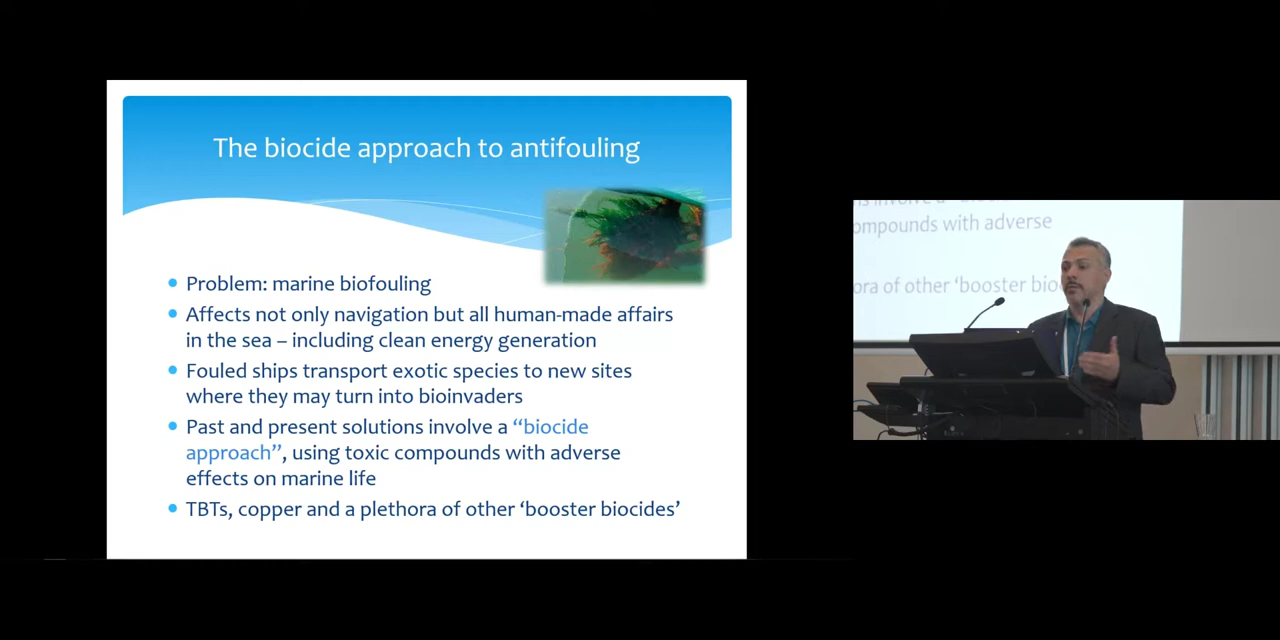 The biocide approach to antifouling
Problem: marine biofouling
Affects not only navigation but all human-made affairs
in the sea – including clean energy generation
Fouled ships transport exotic species to new sites
where they may turn into bioinvaders
Past and present solutions involve a “biocide
approach”, using toxic compounds with adverse
effects on marine life
TBTs, copper and a plethora of other ‘booster biocides’
compounds with adverse
of other ‘booster